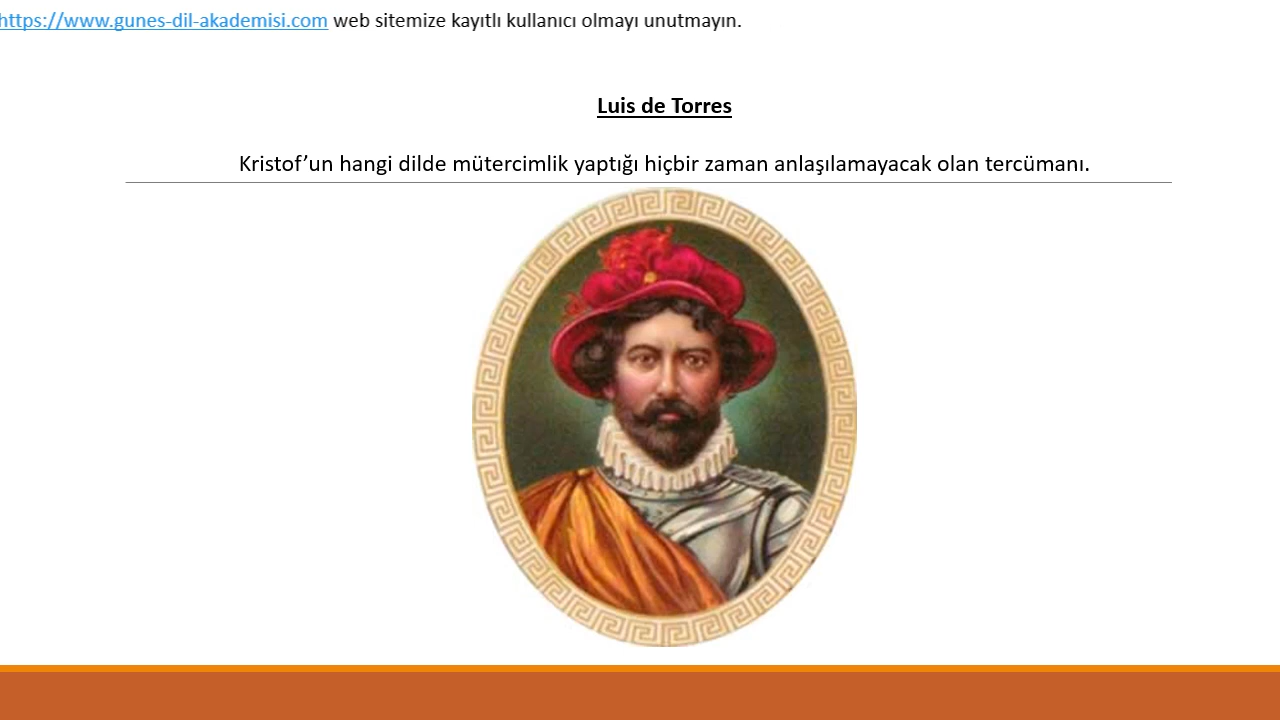 https://www.gunes-dil-akademisi.com web sitemize kayıtlı kullanıcı olmayı unutmayın.
Luis de Torres
Kristof’un hangi dilde mütercimlik yaptığı hiçbir zaman anlaşılamayacak olan tercümanı.